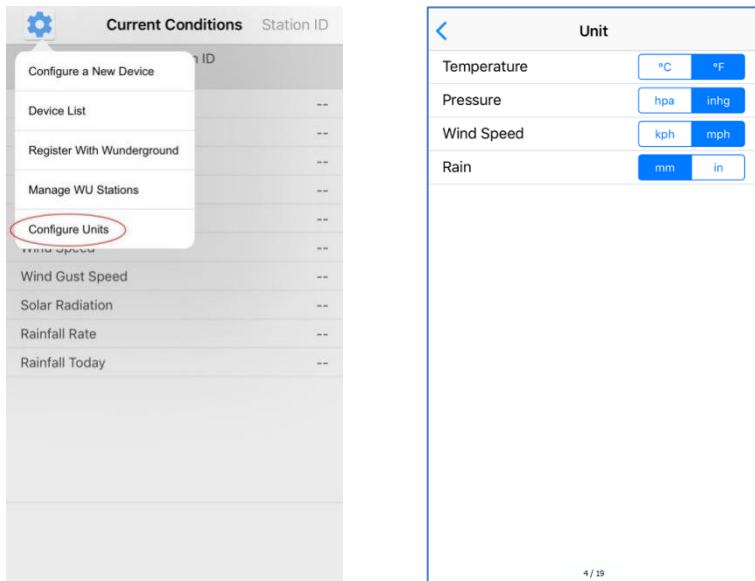 Current Conditions Station ID
n ID
Configure a New Device
Device List
--
--
Register With Wunderground
--
Manage WU Stations
--
Configure Units
--
Wind Speed --
Wind Gust Speed --
Solar Radiation --
Rainfall Rate --
Rainfall Today --
Unit
Temperature °C °F
Pressure hpa inhg
Wind Speed kph mph
Rain mm in
4 / 19